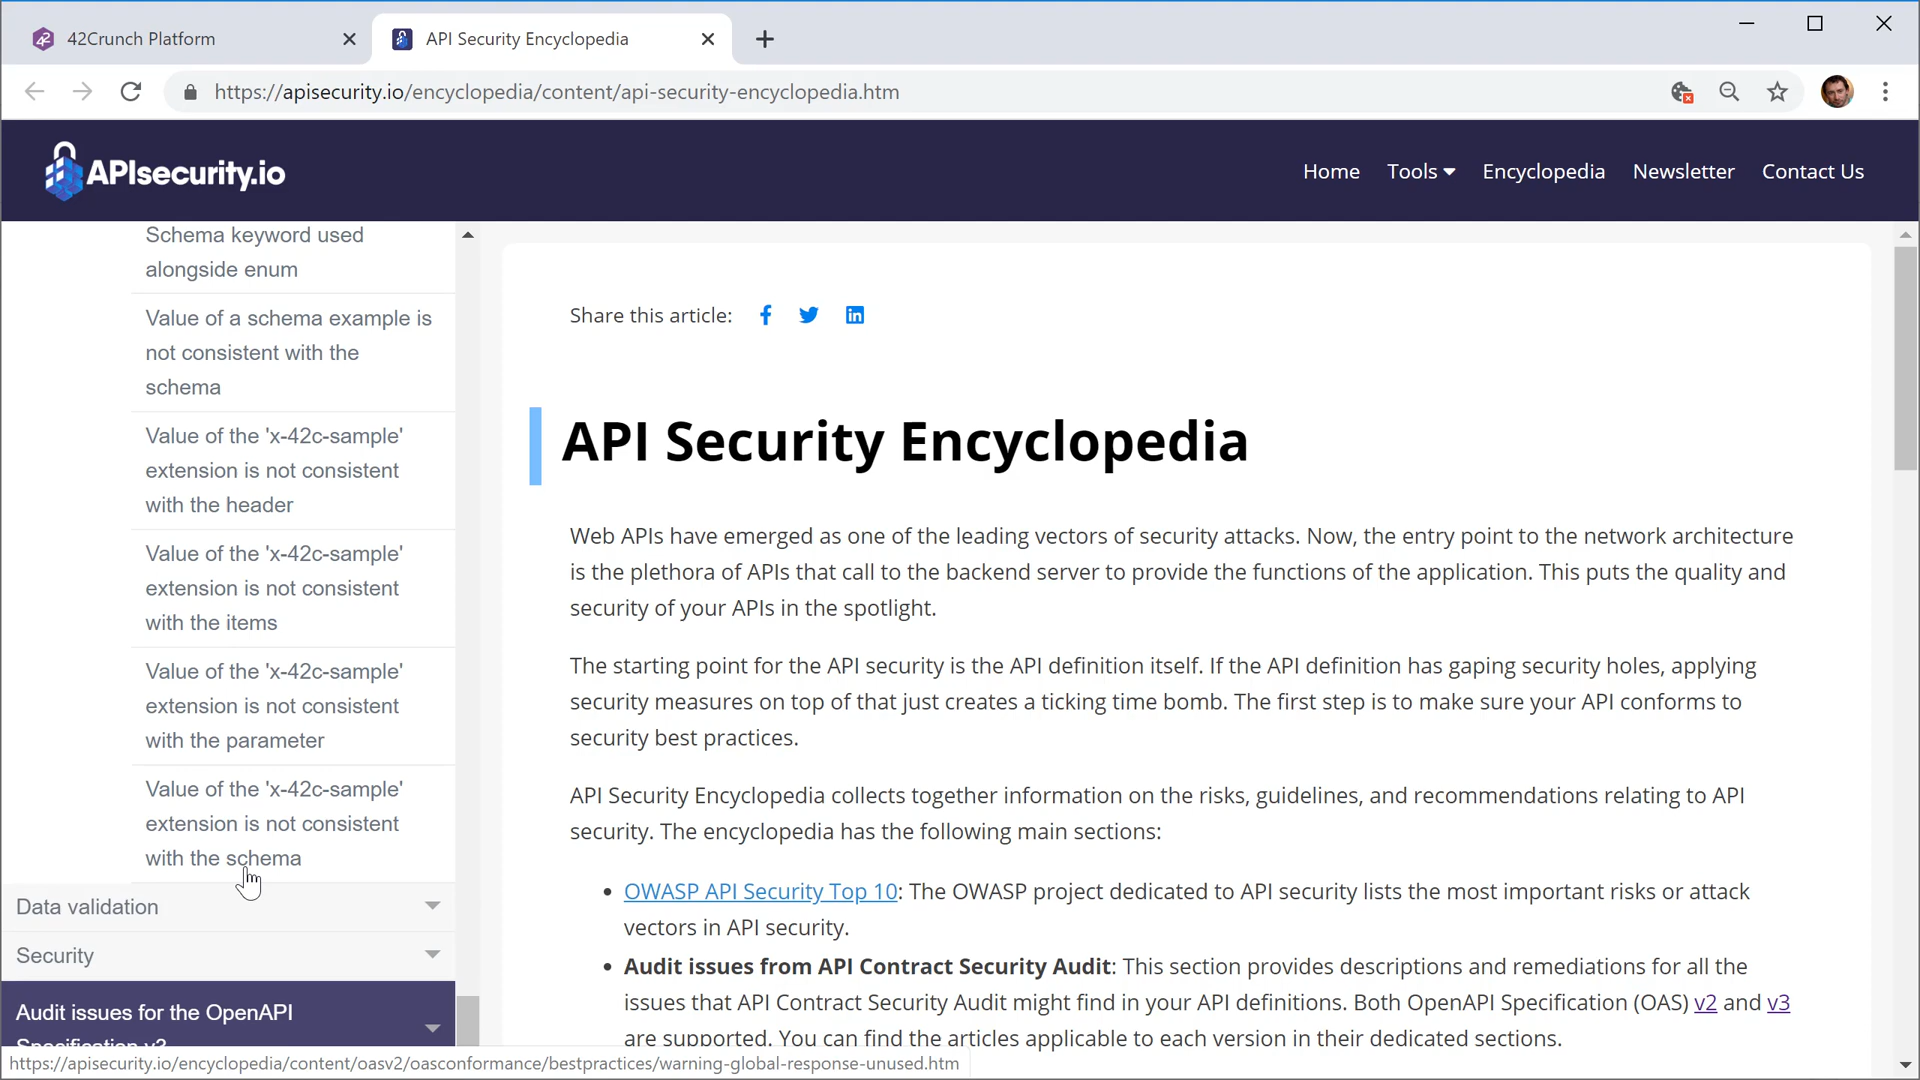 42Crunch Platform
API Security Encyclopedia
https://apisecurity.io/encyclopedia/content/api-security-encyclopedia.htm
APIsecurity.io
Home
Tools
Encyclopedia
Newsletter
Contact Us
Schema keyword used
alongside enum
Value of a schema example is
not consistent with the
schema
Value of the 'x-42c-sample'
extension is not consistent
with the header
Value of the 'x-42c-sample'
extension is not consistent
with the items
Value of the 'x-42c-sample'
extension is not consistent
with the parameter
Value of the 'x-42c-sample'
extension is not consistent
with the schema
Data validation
Security
Audit issues for the OpenAPI
Specification v3
https://apisecurity.io/encyclopedia/content/oasv2/oasconformance/bestpractices/warning-global-response-unused.htm
Share this article:
API Security Encyclopedia
Web APIs have emerged as one of the leading vectors of security attacks. Now, the entry point to the network architecture
is the plethora of APIs that call to the backend server to provide the functions of the application. This puts the quality and
security of your APIs in the spotlight.
The starting point for the API security is the API definition itself. If the API definition has gaping security holes, applying
security measures on top of that just creates a ticking time bomb. The first step is to make sure your API conforms to
security best practices.
API Security Encyclopedia collects together information on the risks, guidelines, and recommendations relating to API
security. The encyclopedia has the following main sections:
• OWASP API Security Top 10: The OWASP project dedicated to API security lists the most important risks or attack
vectors in API security.
• Audit issues from API Contract Security Audit: This section provides descriptions and remediations for all the
issues that API Contract Security Audit might find in your API definitions. Both OpenAPI Specification (OAS) v2 and v3
are supported. You can find the articles applicable to each version in their dedicated sections.